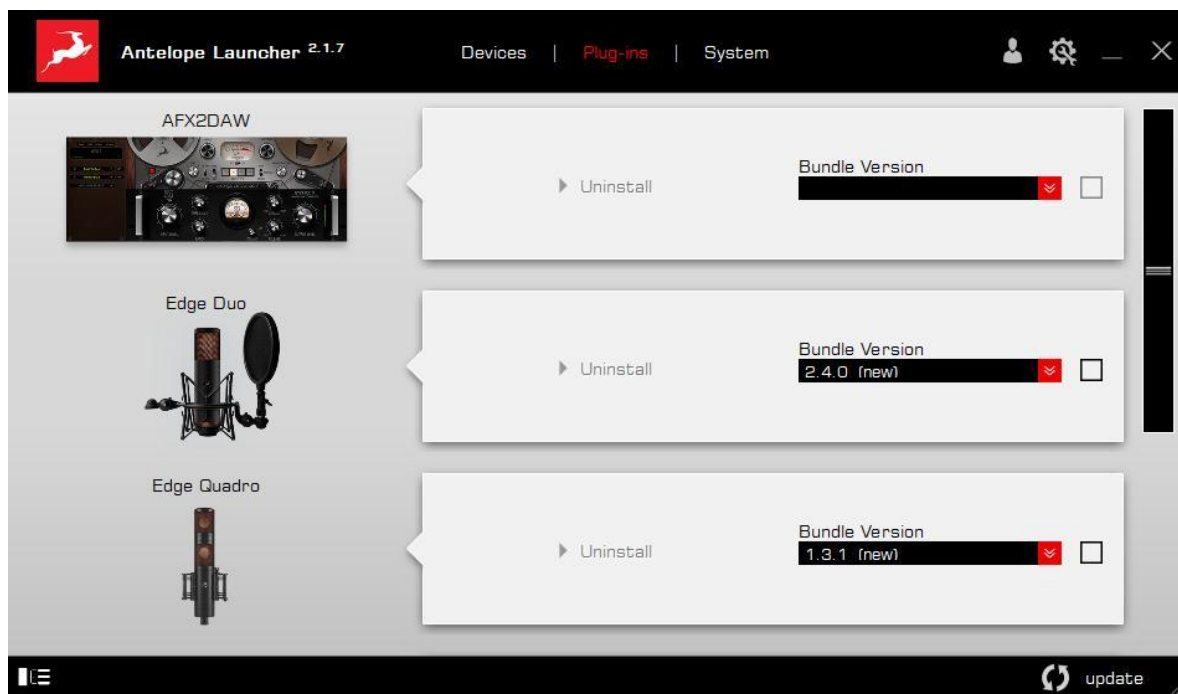 Antelope Launcher 2.1.7
Devices | Plug-ins | System
AFX2DAW
Uninstall
Bundle Version
Edge Duo
Uninstall
Bundle Version
2.4.0 (new)
Edge Quadro
Uninstall
Bundle Version
1.3.1 (new)
update